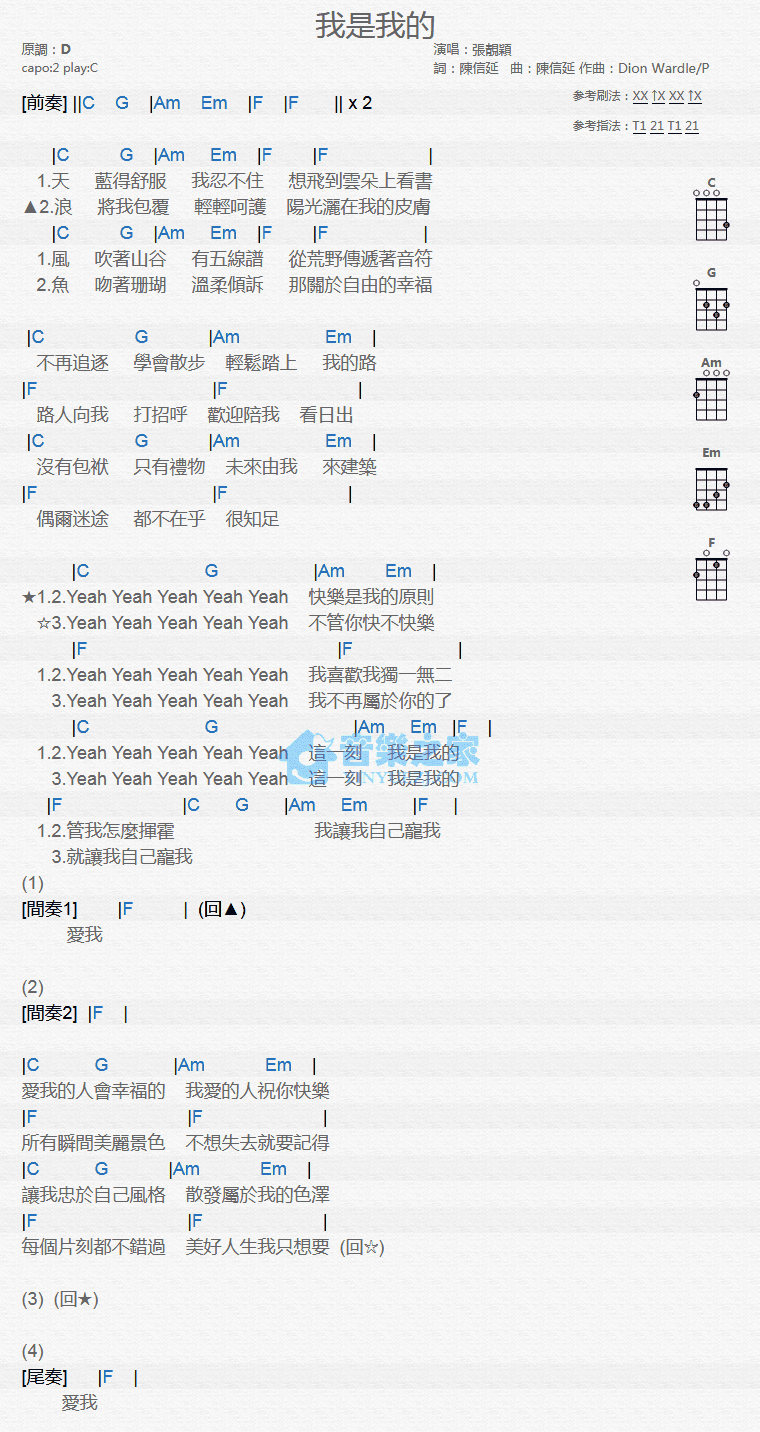 我是我的
原調：D
演唱：張靚穎
capo:2 play:C
詞：陳信延 曲：陳信延 作曲：Dion Wardle/P
[前奏] ||C G |Am Em |F |F || x 2
参考刷法：XX ↑X XX ↑X
参考指法：T1 21 T1 21
|C G |Am Em |F |F |
1.天 藍得舒服 我忍不住 想飛到雲朵上看書
▲2.浪 將我包覆 輕輕呵護 陽光灑在我的皮膚
|C G |Am Em |F |F |
1.風 吹著山谷 有五線譜 從荒野傳遞著音符
2.魚 吻著珊瑚 溫柔傾訴 那關於自由的幸福
C
G
Am
Em
F
|C G |Am Em |
不再追逐 學會散步 輕鬆踏上 我的路
|F |F |
路人向我 打招呼 歡迎陪我 看日出
|C G |Am Em |
沒有包袱 只有禮物 未來由我 來建築
|F |F |
偶爾迷途 都不在乎 很知足
|C G |Am Em |
★1.2.Yeah Yeah Yeah Yeah Yeah 快樂是我的原則
☆3.Yeah Yeah Yeah Yeah Yeah 不管你快不快樂
|F |F |
1.2.Yeah Yeah Yeah Yeah Yeah 我喜歡我獨一無二
3.Yeah Yeah Yeah Yeah Yeah 我不再屬於你的了
|C G |Am Em |F |
1.2.Yeah Yeah Yeah Yeah Yeah 這一刻 我是我的
3.Yeah Yeah Yeah Yeah Yeah 這一刻 我是我的
音樂之家
|F |C G |Am Em |F |
1.2.管我怎麼揮霍 我讓我自己寵我
3.就讓我自己寵我
(1)
[間奏1] |F | (回▲)
愛我
(2)
[間奏2] |F |
|C G |Am Em |
愛我的人會幸福的 我愛的人祝你快樂
|F |F |
所有瞬間美麗景色 不想失去就要記得
|C G |Am Em |
讓我忠於自己風格 散發屬於我的色澤
|F |F |
每個片刻都不錯過 美好人生我只想要 (回☆)
(3) (回★)
(4)
[尾奏] |F |
愛我